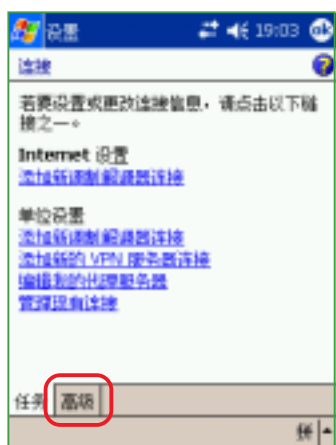 设置 19:03 ok
连接
若要设置或更改连接信息，请点击以下链
接之一。
Internet 设置
添加新调制解调器连接
单位设置
添加新调制解调器连接
添加新的 VPN 服务器连接
编辑我的代理服务器
管理现有连接
任务 高级
拼